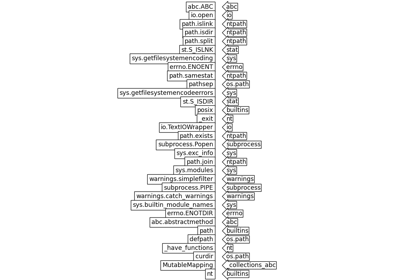 abc.ABC abc
io.open io
path.islink ntpath
path.isdir ntpath
path.split ntpath
st.S_ISLNK stat
sys.getfilesystemencoding sys
errno.ENOENT errno
path.samestat ntpath
pathsep os.path
sys.getfilesystemencodeerrors sys
st.S_ISDIR stat
posix builtins
_exit nt
io.TextIOWrapper io
path.exists ntpath
subprocess.Popen subprocess
sys.exc_info sys
path.join ntpath
sys.modules sys
warnings.simplefilter warnings
subprocess.PIPE subprocess
warnings.catch_warnings warnings
sys.builtin_module_names sys
errno.ENOTDIR errno
abc.abstractmethod abc
path builtins
defpath os.path
_have_functions nt
curdir os.path
MutableMapping _collections_abc
nt builtins